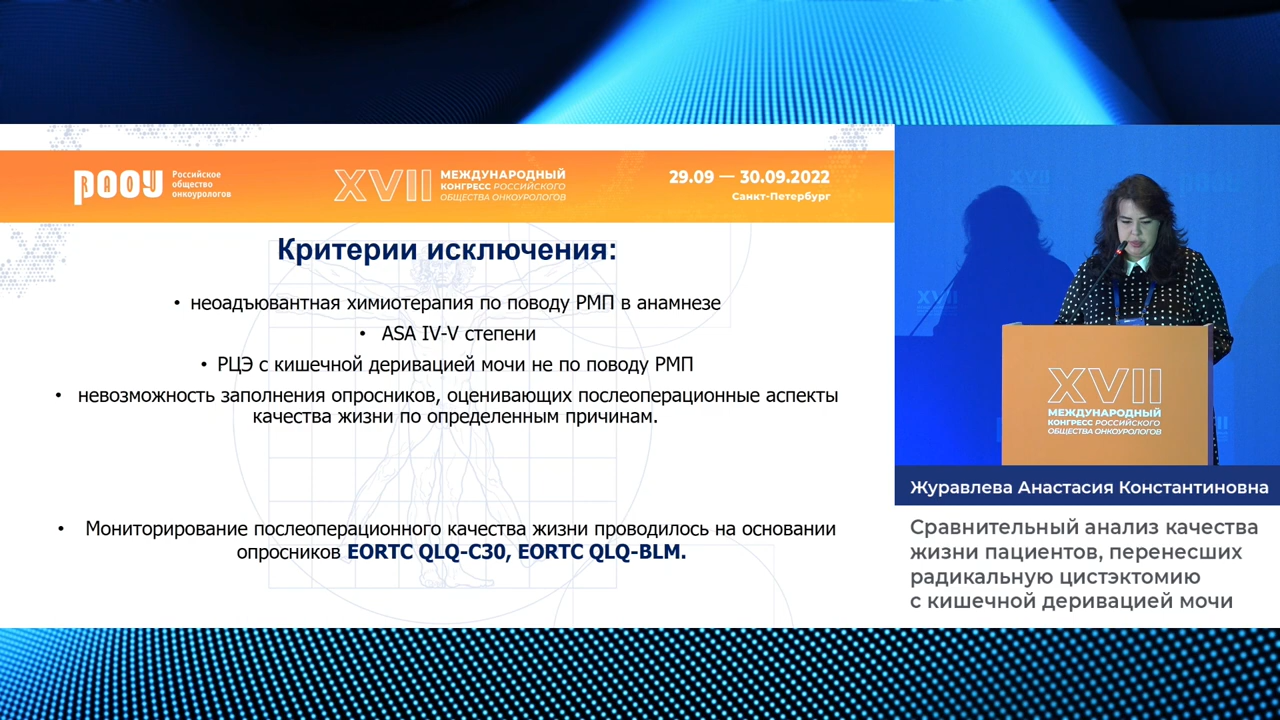 РООУ
Российское
общество
онкоурологов
XVII
МЕЖДУНАРОДНЫЙ
КОНГРЕСС РОССИЙСКОГО
ОБЩЕСТВА ОНКОУРОЛОГОВ
29.09 — 30.09.2022
Санкт-Петербург
Критерии исключения:
• неоадъювантная химиотерапия по поводу РМП в анамнезе
• ASA IV-V степени
• РЦЭ с кишечной деривацией мочи не по поводу РМП
• невозможность заполнения опросников, оценивающих послеоперационные аспекты
качества жизни по определенным причинам.
• Мониторирование послеоперационного качества жизни проводилось на основании
опросников EORTC QLQ-C30, EORTC QLQ-BLM.
XVII
XVII
XVII
МЕЖДУНАРОДНЫЙ
КОНГРЕСС РОССИЙСКОГО
ОБЩЕСТВА ОНКОУРОЛОГОВ
Журавлева Анастасия Константиновна
Сравнительный анализ качества
жизни пациентов, перенесших
радикальную цистэктомию
с кишечной деривацией мочи